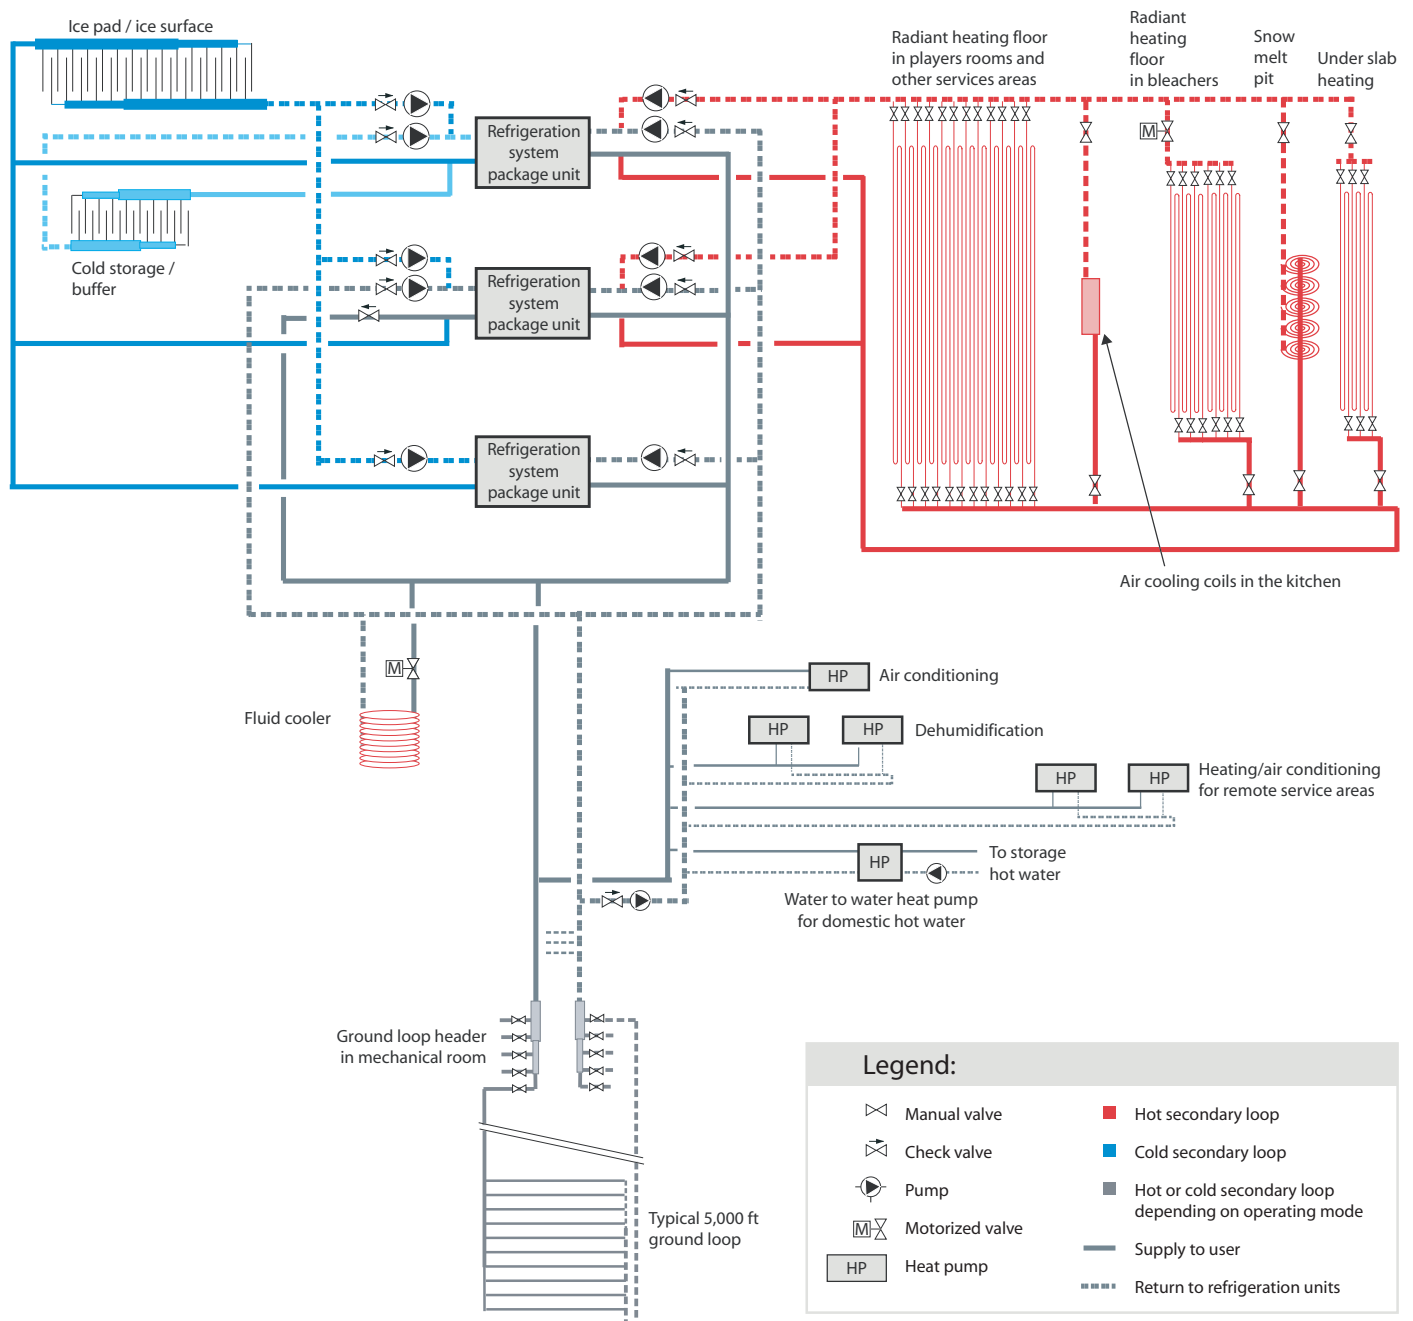 Ice pad / ice surface
Radiant heating floor
in players rooms and
other services areas
Radiant
heating
floor
in bleachers
Snow
melt
pit
Under slab
heating
Refrigeration
system
package unit
M
Cold storage /
buffer
Refrigeration
system
package unit
Refrigeration
system
package unit
Air cooling coils in the kitchen
M
Fluid cooler
HP
Air conditioning
HP
HP
Dehumidification
HP
HP
Heating/air conditioning
for remote service areas
HP
To storage
hot water
Water to water heat pump
for domestic hot water
Ground loop header
in mechanical room
Typical 5,000 ft
ground loop
Legend:
Manual valve
Check valve
Pump
M
Motorized valve
HP
Heat pump
Hot secondary loop
Cold secondary loop
Hot or cold secondary loop
depending on operating mode
Supply to user
Return to refrigeration units